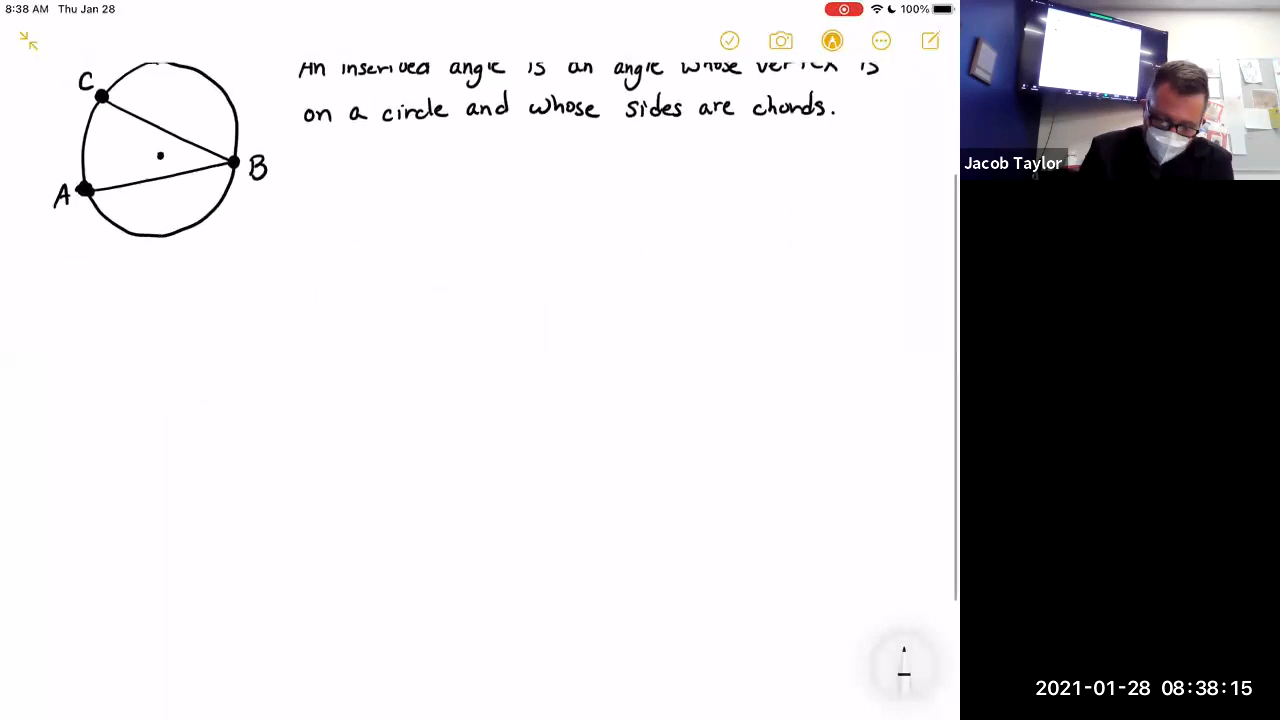 8:38 AM Thu Jan 28
100%
An inscribed angle is an angle whose vertex is
on a circle and whose sides are chords.
C
B
A
Jacob Taylor
2021-01-28 08:38:15